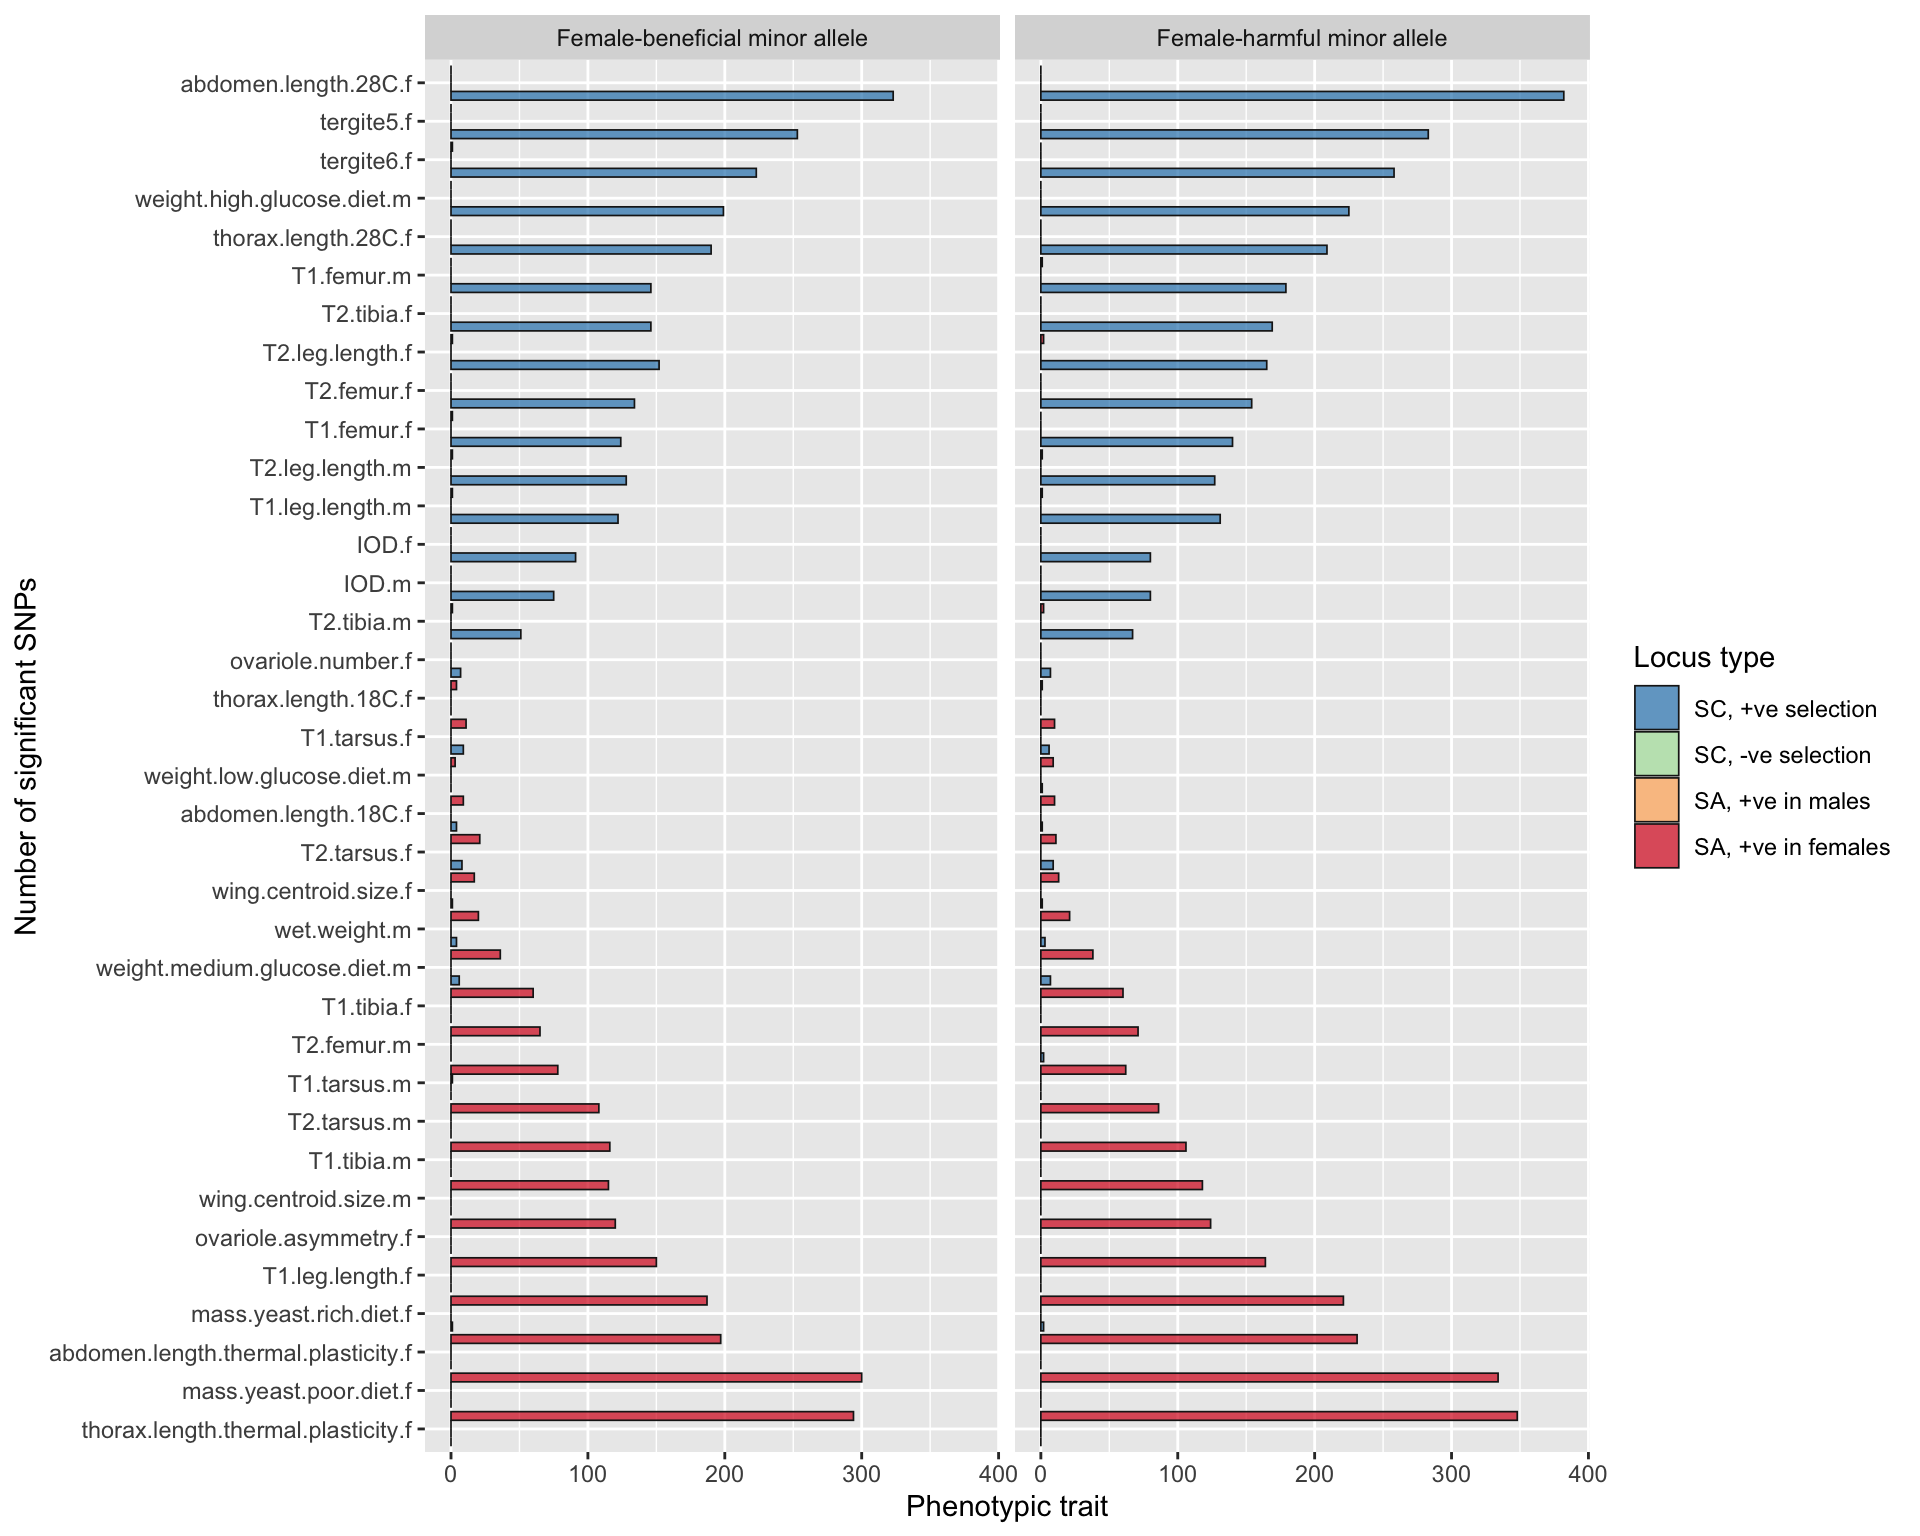 Female-beneficial minor allele
Female-harmful minor allele
Number of significant SNPs
abdomen.length.28C.f
tergite5.f
tergite6.f
weight.high.glucose.diet.m
thorax.length.28C.f
T1.femur.m
T2.tibia.f
T2.leg.length.f
T2.femur.f
T1.femur.f
T2.leg.length.m
T1.leg.length.m
IOD.f
IOD.m
T2.tibia.m
ovariole.number.f
thorax.length.18C.f
T1.tarsus.f
weight.low.glucose.diet.m
abdomen.length.18C.f
T2.tarsus.f
wing.centroid.size.f
wet.weight.m
weight.medium.glucose.diet.m
T1.tibia.f
T2.femur.m
T1.tarsus.m
T2.tarsus.m
T1.tibia.m
wing.centroid.size.m
ovariole.asymmetry.f
T1.leg.length.f
mass.yeast.rich.diet.f
abdomen.length.thermal.plasticity.f
mass.yeast.poor.diet.f
thorax.length.thermal.plasticity.f
0 100 200 300 400
0 100 200 300 400
Phenotypic trait
Locus type
SC, +ve selection
SC, -ve selection
SA, +ve in males
SA, +ve in females